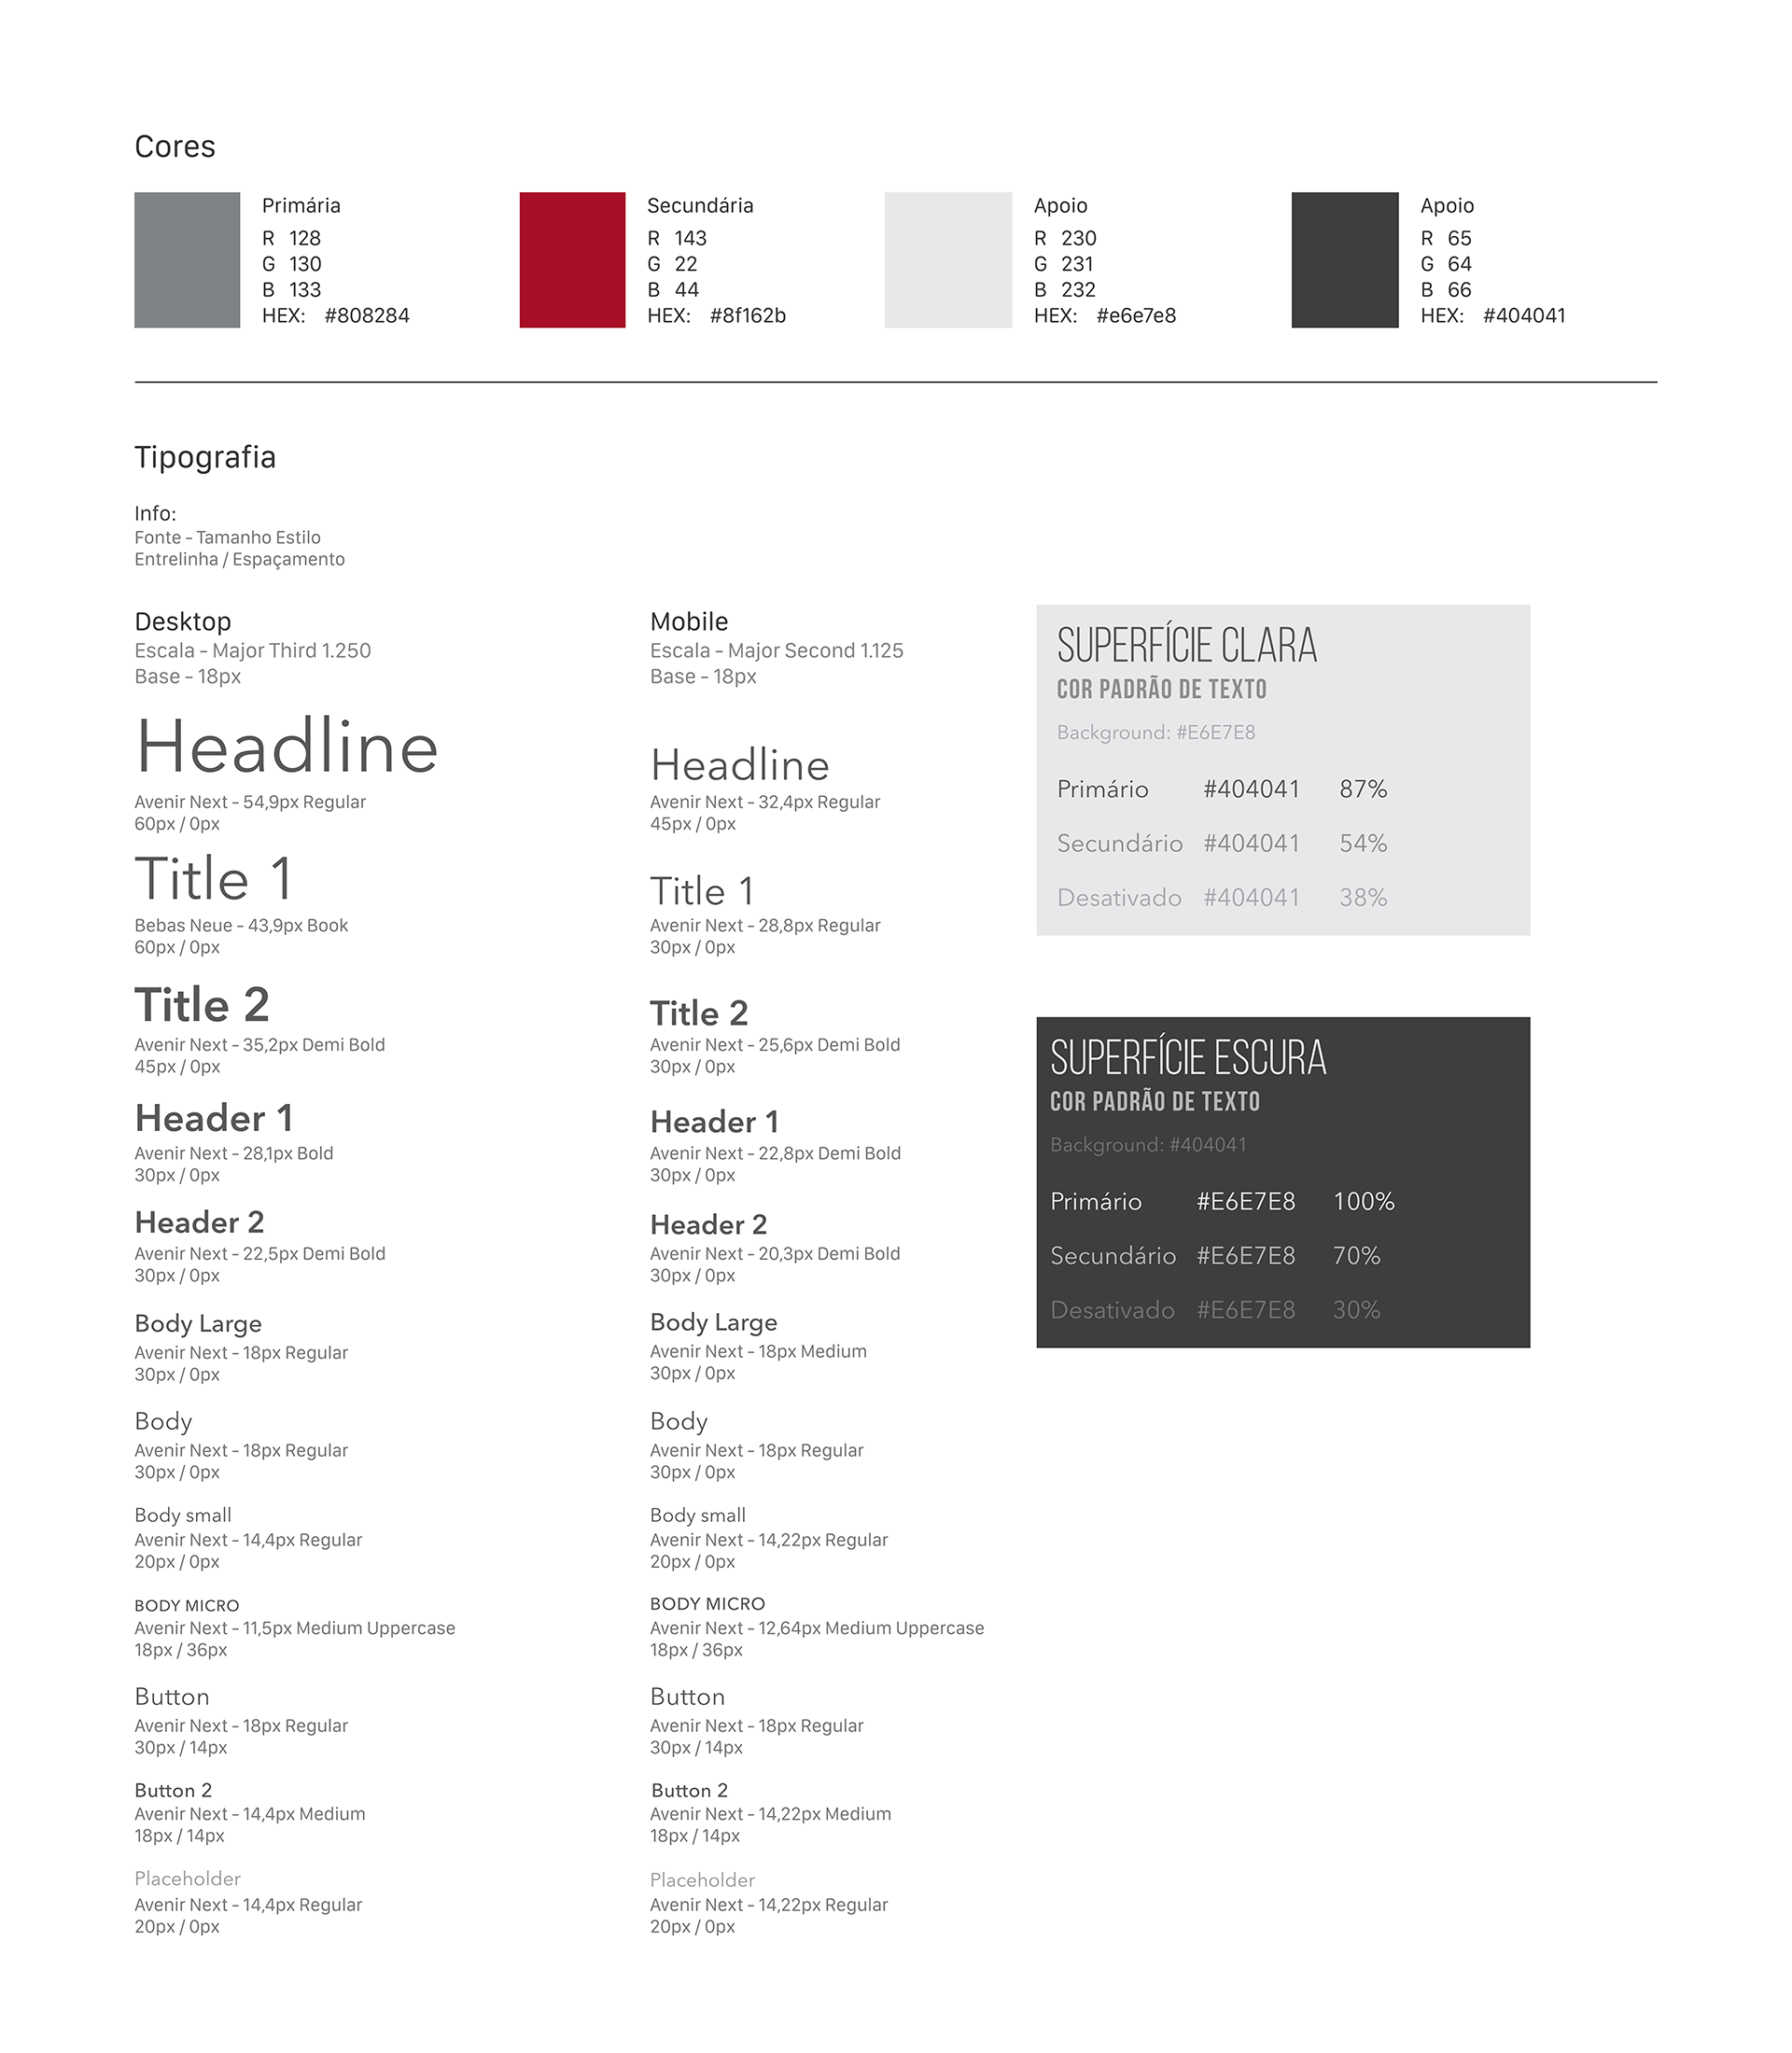 Cores
Primária
R 128
G 130
B 133
HEX: #808284
Secundária
R 143
G 22
B 44
HEX: #8f162b
Apoio
R 230
G 231
B 232
HEX: #e6e7e8
Apoio
R 65
G 64
B 66
HEX: #404041
Tipografia
Info:
Fonte - Tamanho Estilo
Entrelinha / Espaçamento
Desktop
Escala - Major Third 1.250
Base - 18px
Headline
Avenir Next - 54,9px Regular
60px / 0px
Title 1
Bebas Neue - 43,9px Book
60px / 0px
Title 2
Avenir Next - 35,2px Demi Bold
45px / 0px
Header 1
Avenir Next - 28,1px Bold
30px / 0px
Header 2
Avenir Next - 22,5px Demi Bold
30px / 0px
Body Large
Avenir Next - 18px Regular
30px / 0px
Body
Avenir Next - 18px Regular
30px / 0px
Body small
Avenir Next - 14,4px Regular
20px / 0px
BODY MICRO
Avenir Next - 11,5px Medium Uppercase
18px / 36px
Button
Avenir Next - 18px Regular
30px / 14px
Button 2
Avenir Next - 14,4px Medium
18px / 14px
Placeholder
Avenir Next - 14,4px Regular
20px / 0px
Mobile
Escala - Major Second 1.125
Base - 18px
Headline
Avenir Next - 32,4px Regular
45px / 0px
Title 1
Avenir Next - 28,8px Regular
30px / 0px
Title 2
Avenir Next - 25,6px Demi Bold
30px / 0px
Header 1
Avenir Next - 22,8px Demi Bold
30px / 0px
Header 2
Avenir Next - 20,3px Demi Bold
30px / 0px
Body Large
Avenir Next - 18px Medium
30px / 0px
Body
Avenir Next - 18px Regular
30px / 0px
Body small
Avenir Next - 14,22px Regular
20px / 0px
BODY MICRO
Avenir Next - 12,64px Medium Uppercase
18px / 36px
Button
Avenir Next - 18px Regular
30px / 14px
Button 2
Avenir Next - 14,22px Medium
18px / 14px
Placeholder
Avenir Next - 14,22px Regular
20px / 0px
SUPERFÍCIE CLARA
COR PADRÃO DE TEXTO
Background: #E6E7E8
Primário #404041 87%
Secundário #404041 54%
Desativado #404041 38%
SUPERFÍCIE ESCURA
COR PADRÃO DE TEXTO
Background: #404041
Primário #E6E7E8 100%
Secundário #E6E7E8 70%
Desativado #E6E7E8 30%